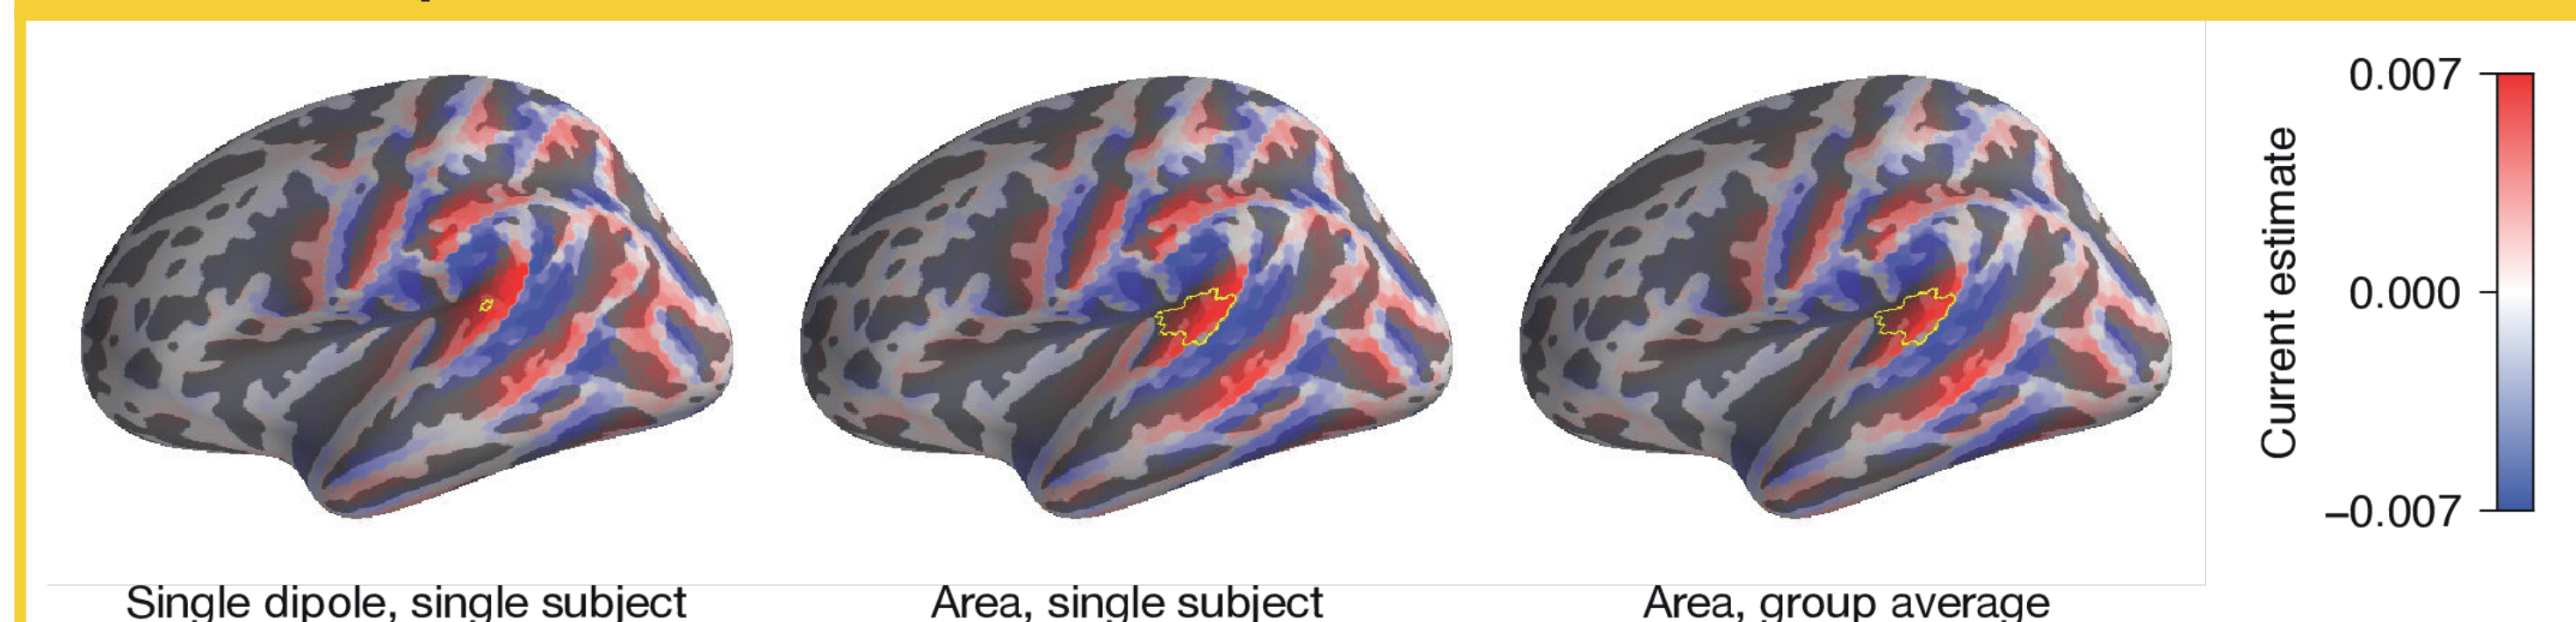 0.007
Current estimate
0.000
–0.007
Single dipole, single subject
Area, single subject
Area, group average